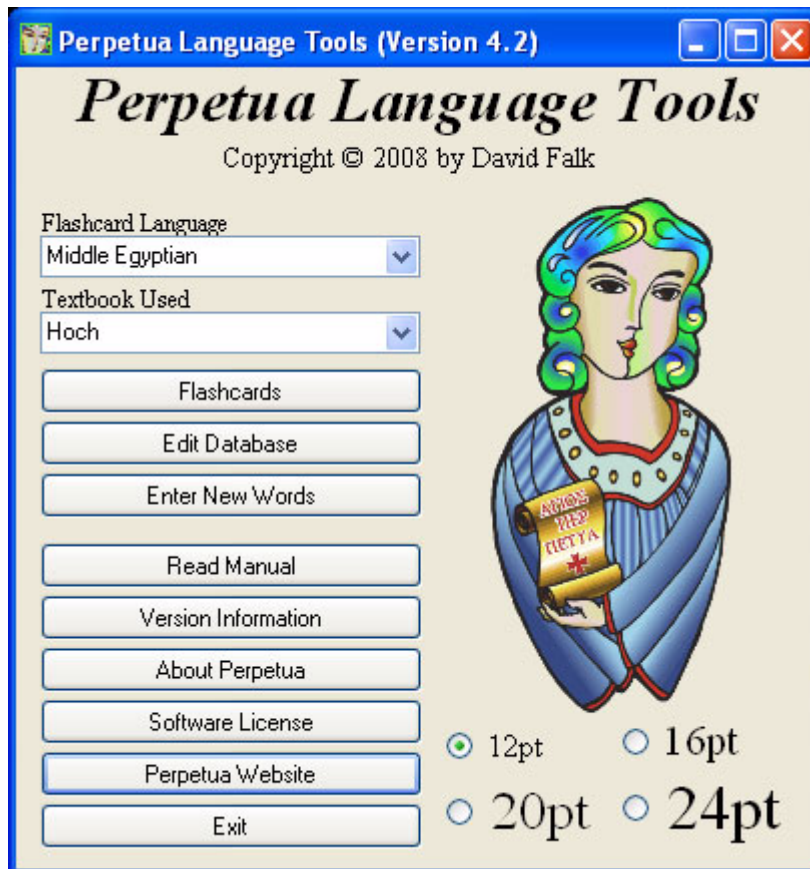 Perpetua Language Tools (Version 4.2)
Perpetua Language Tools
Copyright © 2008 by David Falk
Flashcard Language
Middle Egyptian
Textbook Used
Hoch
Flashcards
Edit Database
Enter New Words
Read Manual
Version Information
About Perpetua
Software License
Perpetua Website
Exit
ΑΓΙΟΣ
ΠΕΡ
ΠΕΤΥΑ
12pt
16pt
20pt
24pt